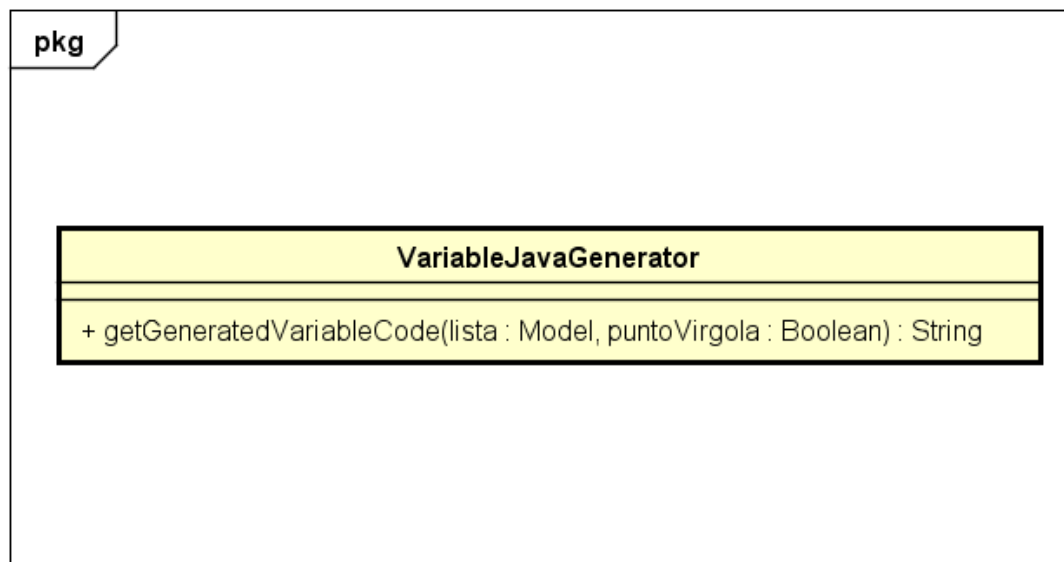 pkg
VariableJavaGenerator
+ getGeneratedVariableCode(lista : Model, puntoVirgola : Boolean) : String